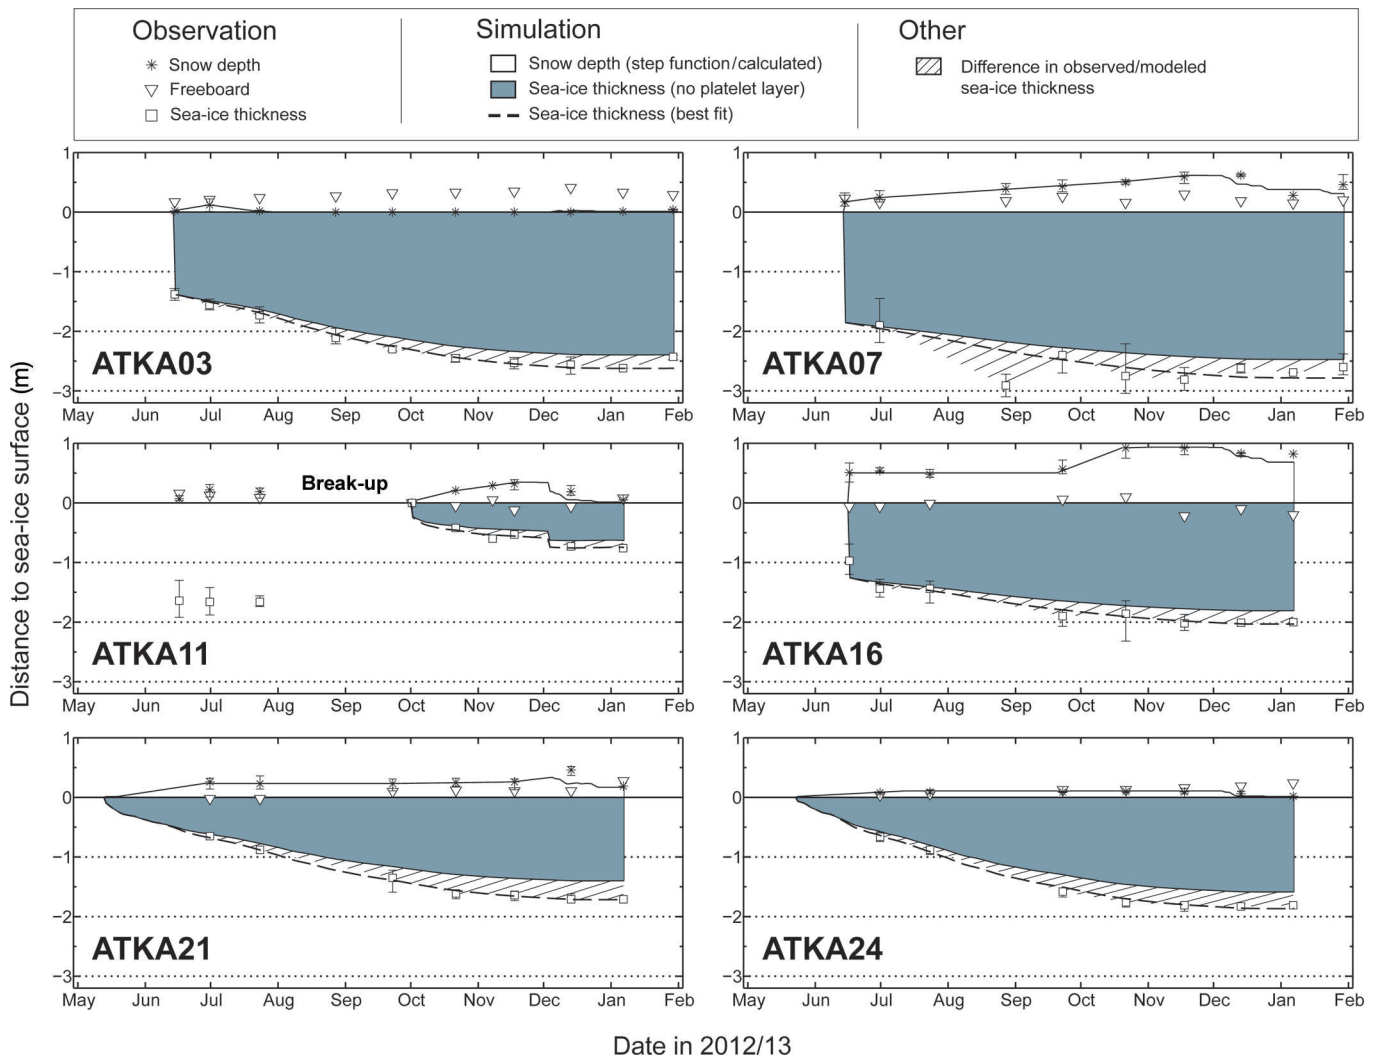 Observation
Snow depth
Freeboard
Sea-ice thickness
Simulation
Snow depth (step function/calculated)
Sea-ice thickness (no platelet layer)
Sea-ice thickness (best fit)
Other
Difference in observed/modeled
sea-ice thickness
Distance to sea-ice surface (m)
1
0
−1
−2
−3
ATKA03
May Jun Jul Aug Sep Oct Nov Dec Jan Feb
1
0
−1
−2
−3
ATKA07
May Jun Jul Aug Sep Oct Nov Dec Jan Feb
1
0
−1
−2
−3
Break-up
ATKA11
May Jun Jul Aug Sep Oct Nov Dec Jan Feb
1
0
−1
−2
−3
ATKA16
May Jun Jul Aug Sep Oct Nov Dec Jan Feb
1
0
−1
−2
−3
ATKA21
May Jun Jul Aug Sep Oct Nov Dec Jan Feb
1
0
−1
−2
−3
ATKA24
May Jun Jul Aug Sep Oct Nov Dec Jan Feb
Date in 2012/13